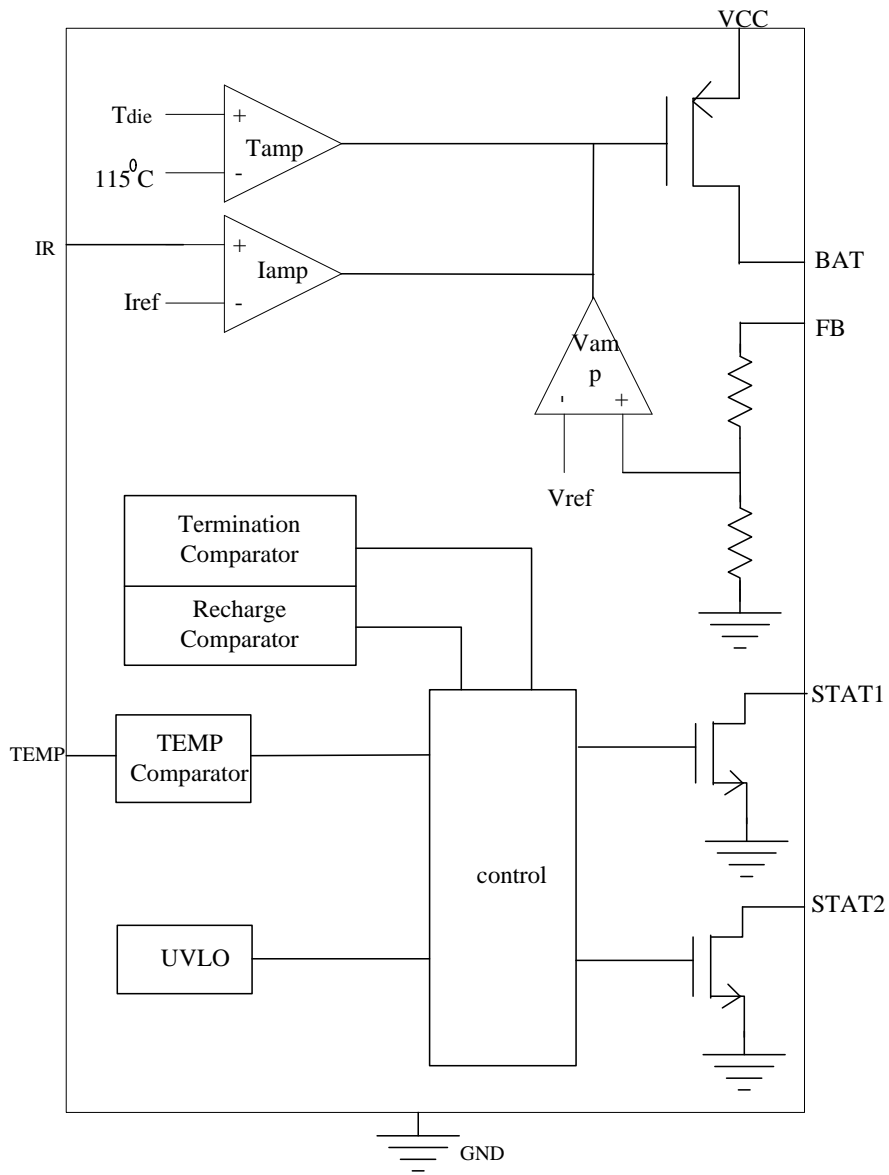 VCC
Tdie
+
Tamp
115⁰C
-
IR
+
Iamp
Iref
-
BAT
FB
Vam
p
- +
Vref
Termination
Comparator
Recharge
Comparator
STAT1
TEMP
TEMP
Comparator
control
STAT2
UVLO
GND